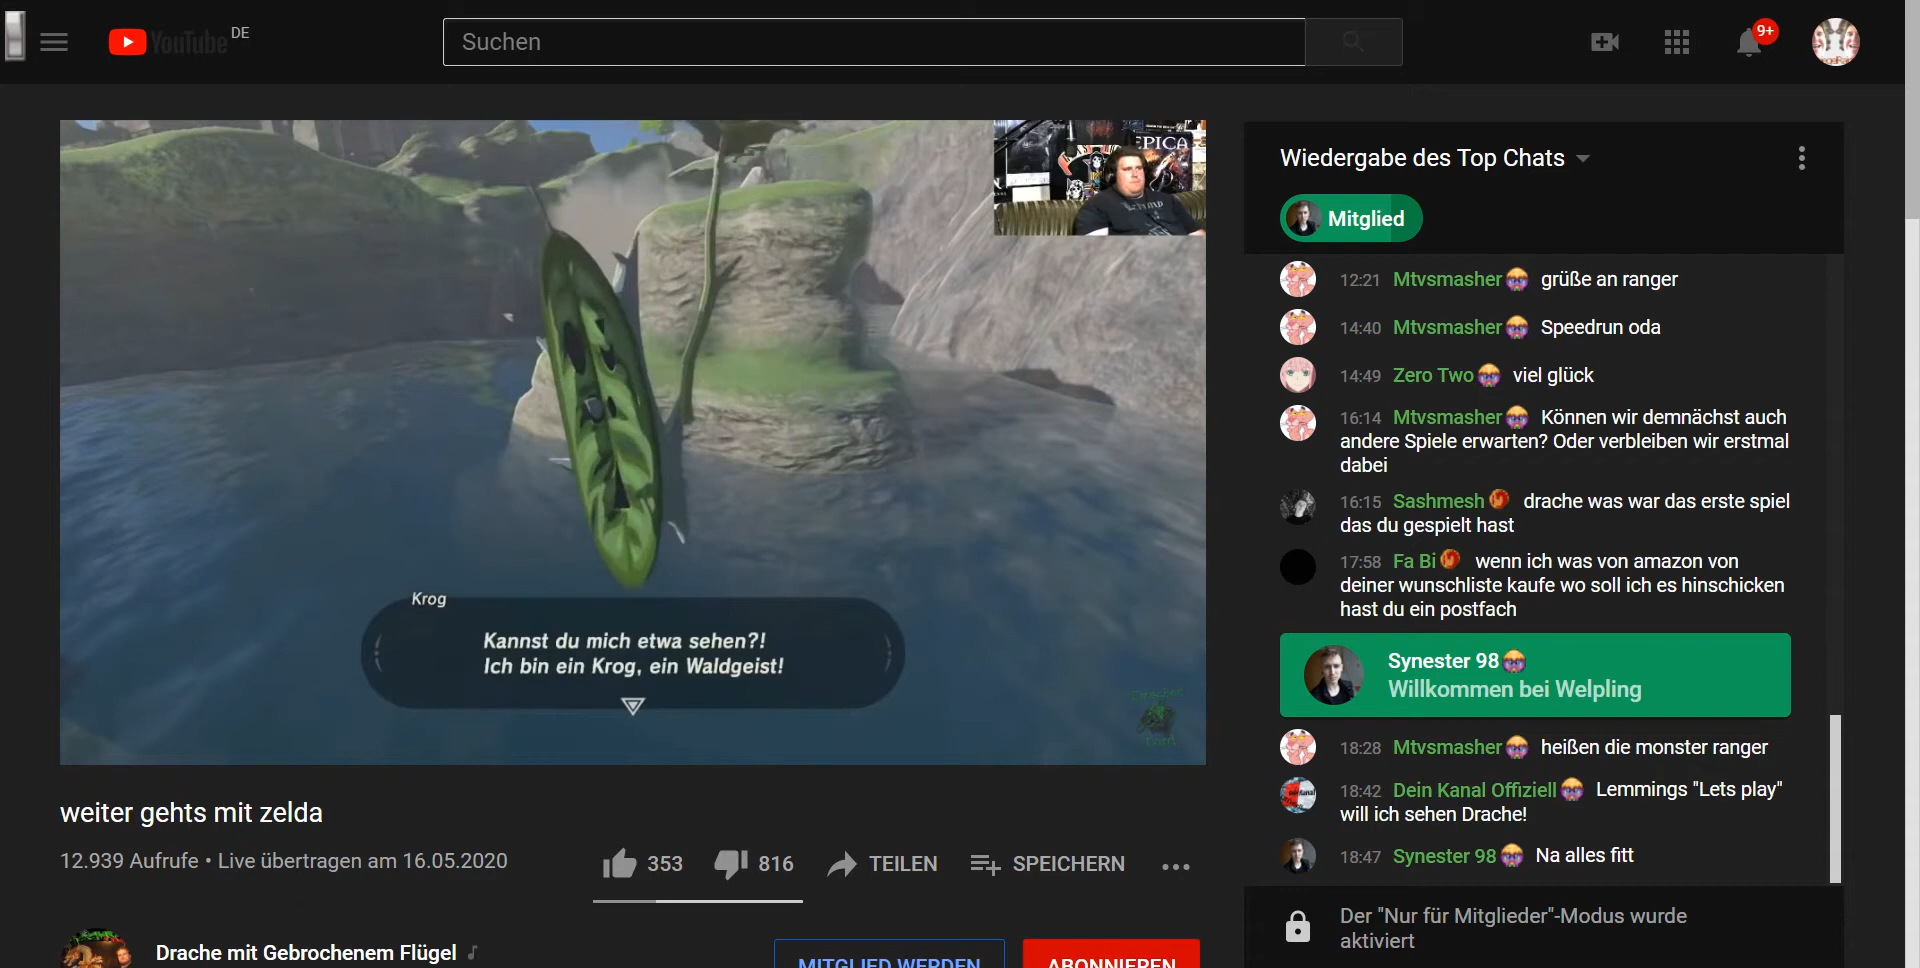 YouTube DE
Suchen
9+
EPICA
Krog
Kannst du mich etwa sehen?!
Ich bin ein Krog, ein Waldgeist!
weiter gehts mit zelda
12.939 Aufrufe • Live übertragen am 16.05.2020
353
816
TEILEN
SPEICHERN
Drache mit Gebrochenem Flügel
MITGLIED WERDEN
ABONNIEREN
Wiedergabe des Top Chats
Mitglied
12:21 Mtvsmasher grüße an ranger
14:40 Mtvsmasher Speedrun oda
14:49 Zero Two viel glück
16:14 Mtvsmasher Können wir demnächst auch
andere Spiele erwarten? Oder verbleiben wir erstmal
dabei
16:15 Sashmesh drache was war das erste spiel
das du gespielt hast
17:58 Fa Bi wenn ich was von amazon von
deiner wunschliste kaufe wo soll ich es hinschicken
hast du ein postfach
Synester 98
Willkommen bei Welpling
18:28 Mtvsmasher heißen die monster ranger
18:42 Dein Kanal Offiziell Lemmings "Lets play"
will ich sehen Drache!
18:47 Synester 98 Na alles fitt
Der "Nur für Mitglieder"-Modus wurde
aktiviert